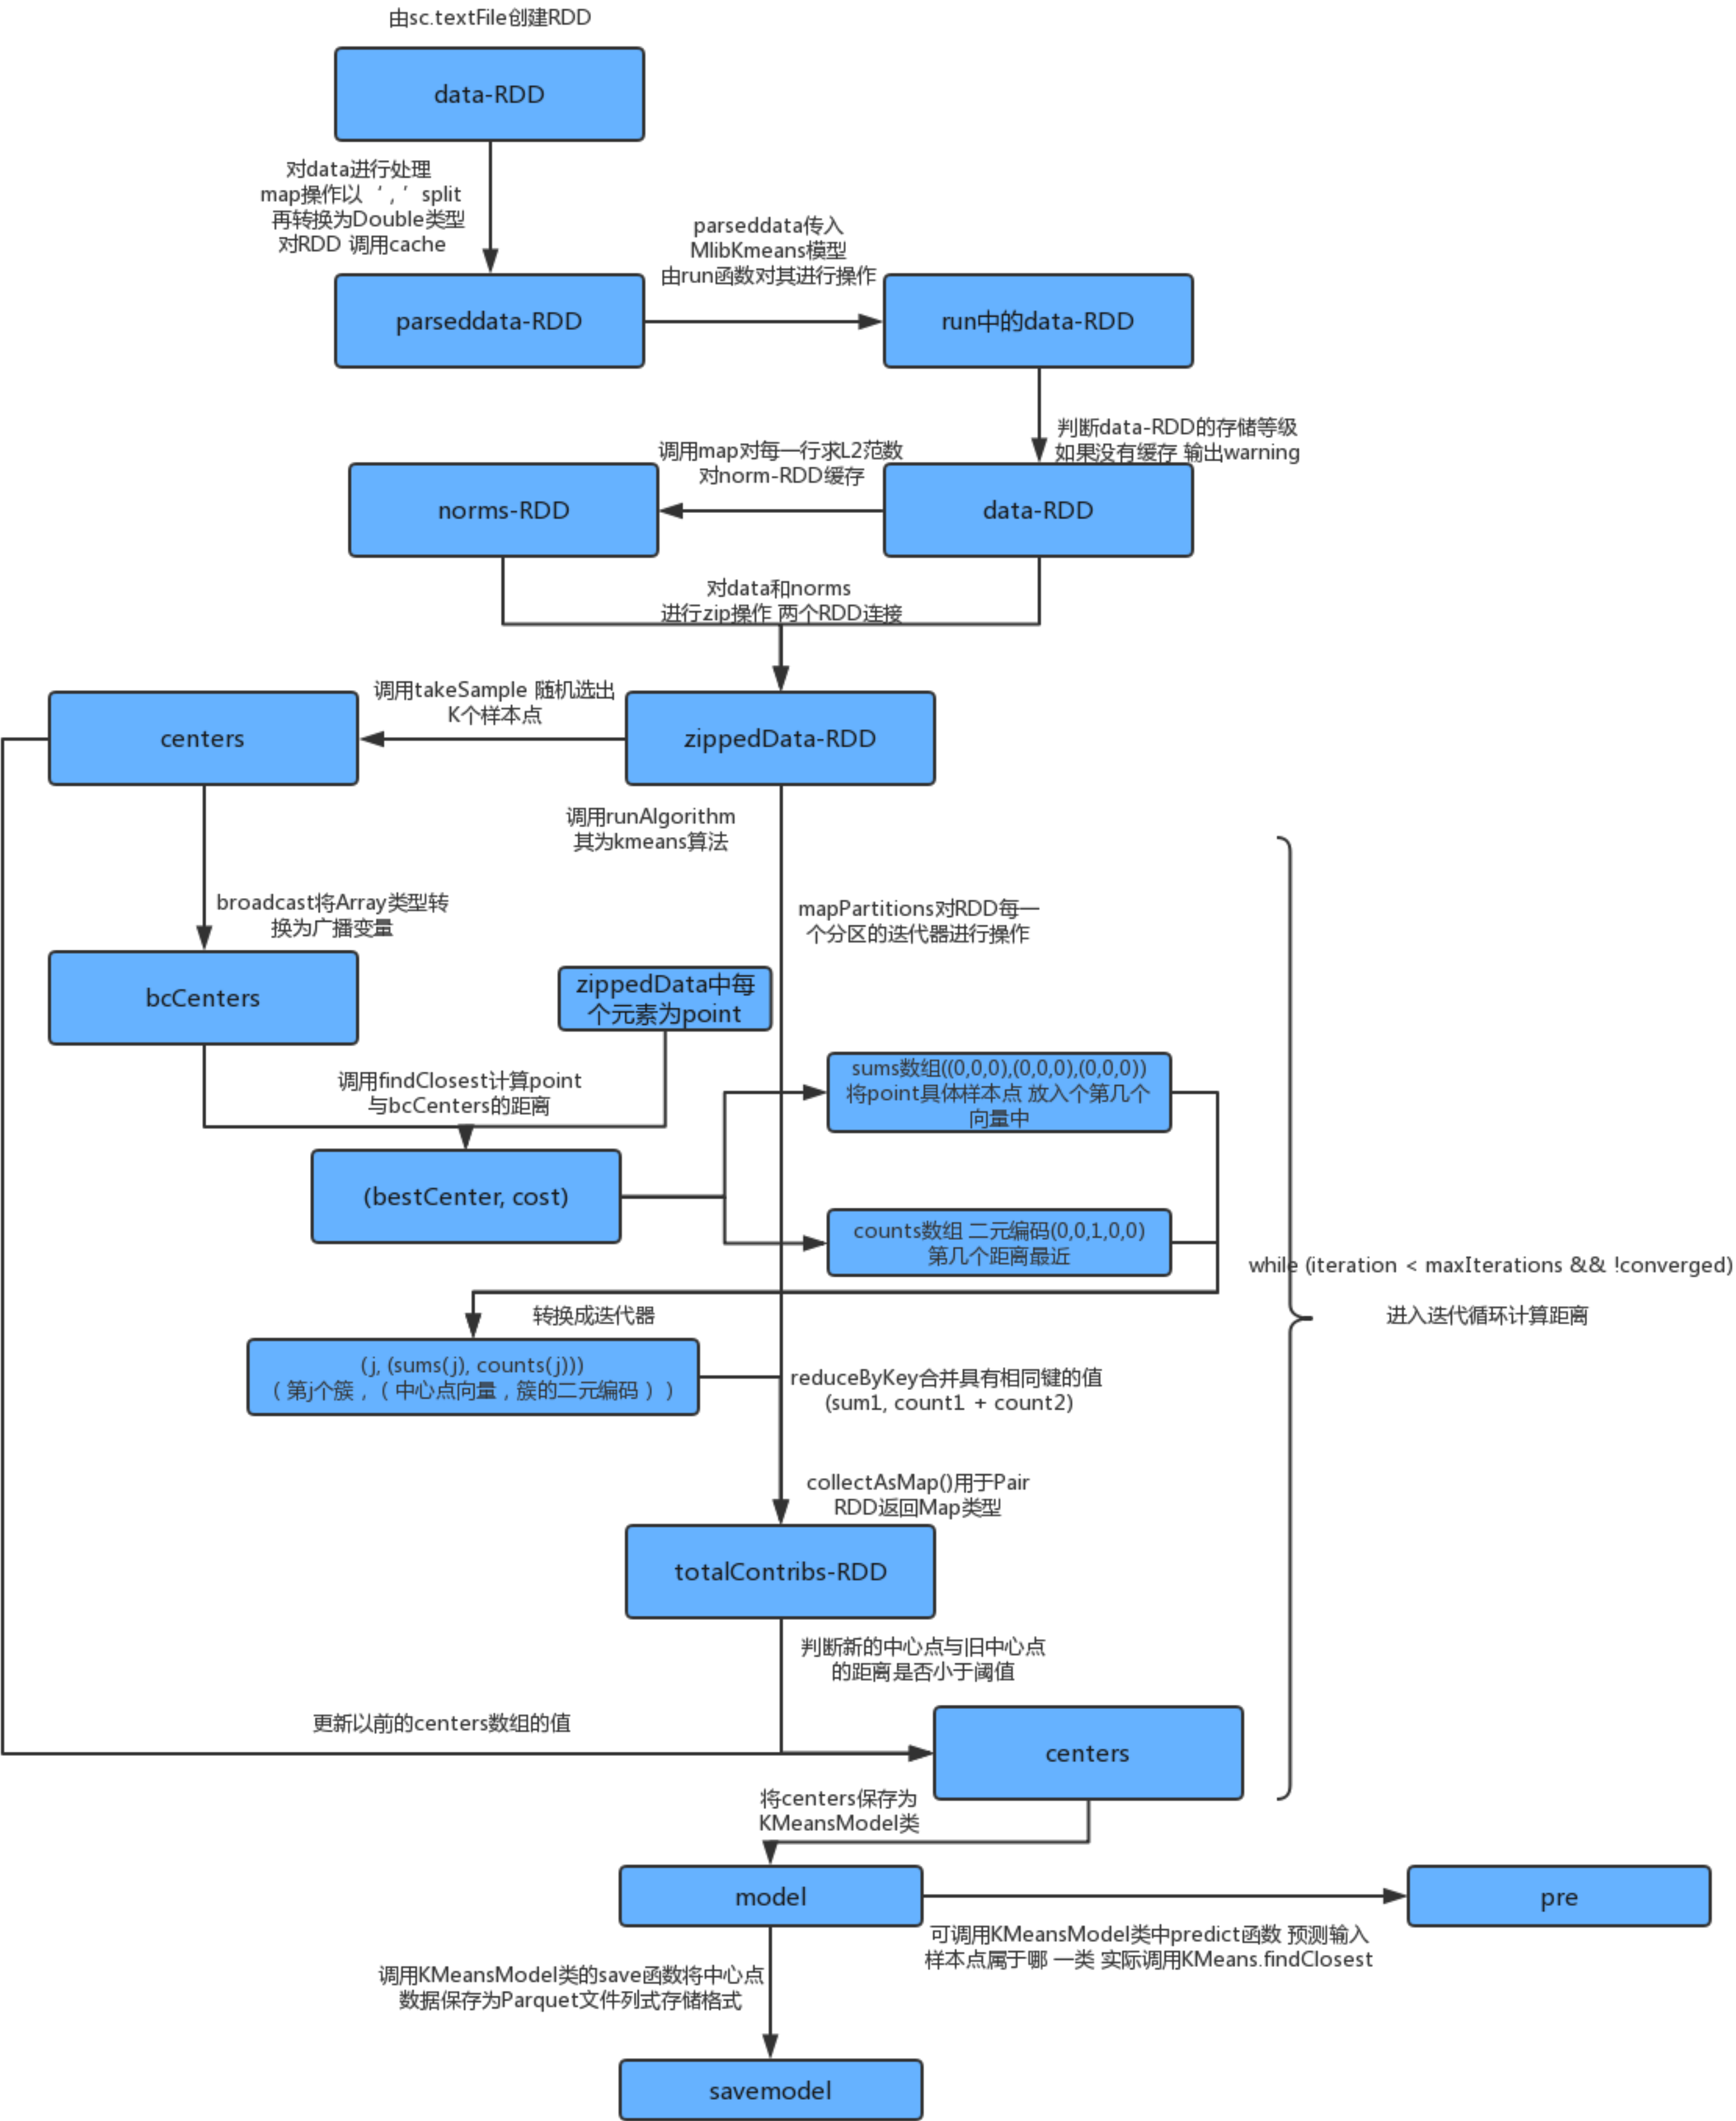 由sc.textFile创建RDD
data-RDD
对data进行处理
map操作以‘,’split
再转换为Double类型
对RDD 调用cache
parseddata传入
MlibKmeans模型
由run函数对其进行操作
parseddata-RDD
run中的data-RDD
判断data-RDD的存储等级
如果没有缓存 输出warning
调用map对每一行求L2范数
对norm-RDD缓存
norms-RDD
data-RDD
对data和norms
进行zip操作 两个RDD连接
调用takeSample 随机选出
K个样本点
centers
zippedData-RDD
调用runAlgorithm
其为kmeans算法
broadcast将Array类型转
换为广播变量
mapPartitions对RDD每一
个分区的迭代器进行操作
bcCenters
zippedData中每
个元素为point
调用findClosest计算point
与bcCenters的距离
sums数组((0,0,0),(0,0,0),(0,0,0))
将point具体样本点 放入个第几个
向量中
(bestCenter, cost)
counts数组 二元编码(0,0,1,0,0)
第几个距离最近
while (iteration < maxIterations && !converged)
进入迭代循环计算距离
转换成迭代器
(j, (sums(j), counts(j)))
（第j个簇，（中心点向量，簇的二元编码））
reduceByKey合并具有相同键的值
(sum1, count1 + count2)
collectAsMap()用于Pair
RDD返回Map类型
totalContribs-RDD
判断新的中心点与旧中心点
的距离是否小于阈值
更新以前的centers数组的值
centers
将centers保存为
KMeansModel类
model
pre
可调用KMeansModel类中predict函数 预测输入
样本点属于哪 一类 实际调用KMeans.findClosest
调用KMeansModel类的save函数将中心点
数据保存为Parquet文件列式存储格式
savemodel